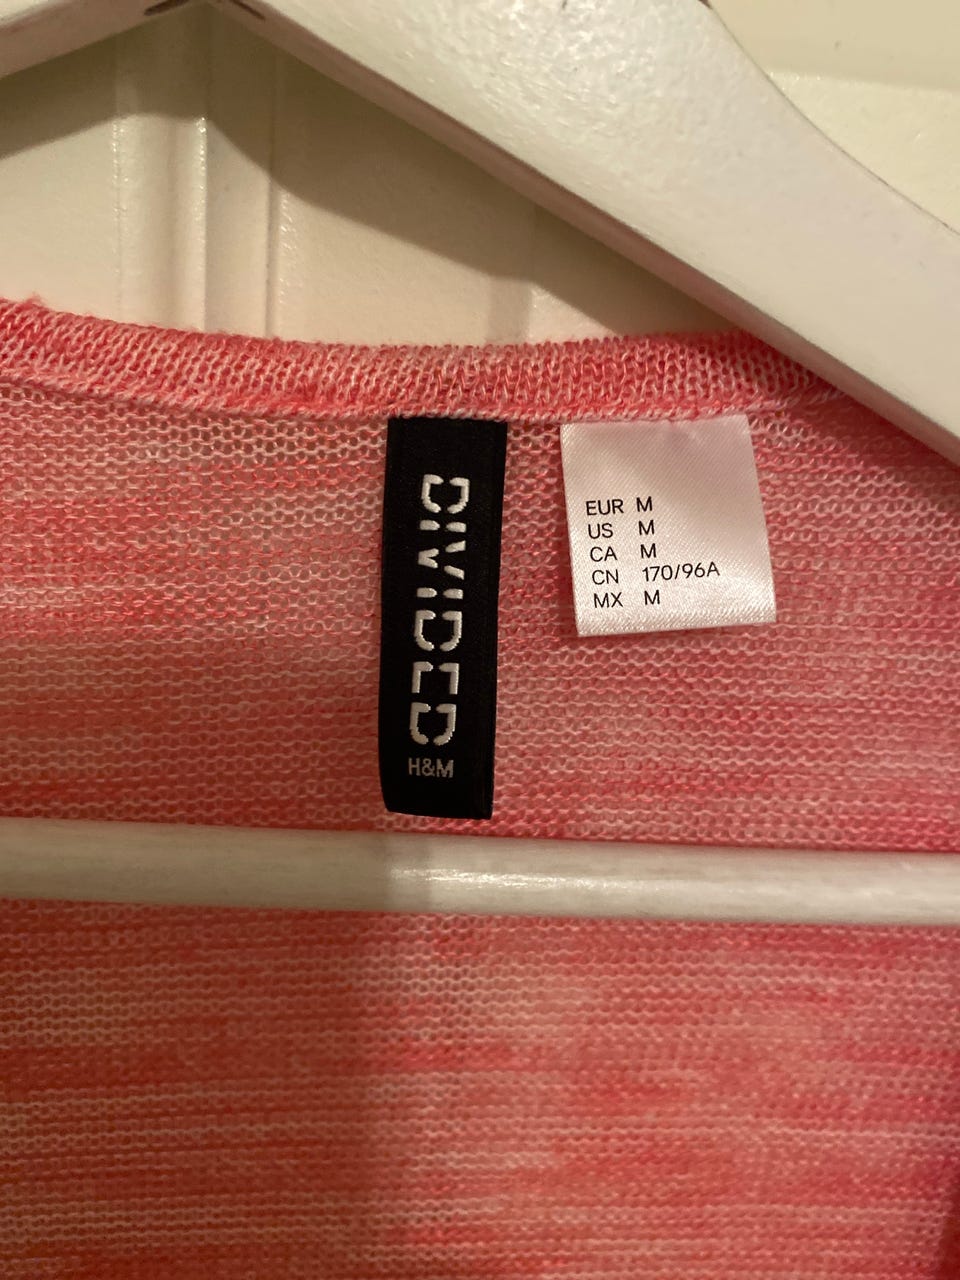 DIVIDED
H&M
EUR M
US M
CA M
CN 170/96A
MX M